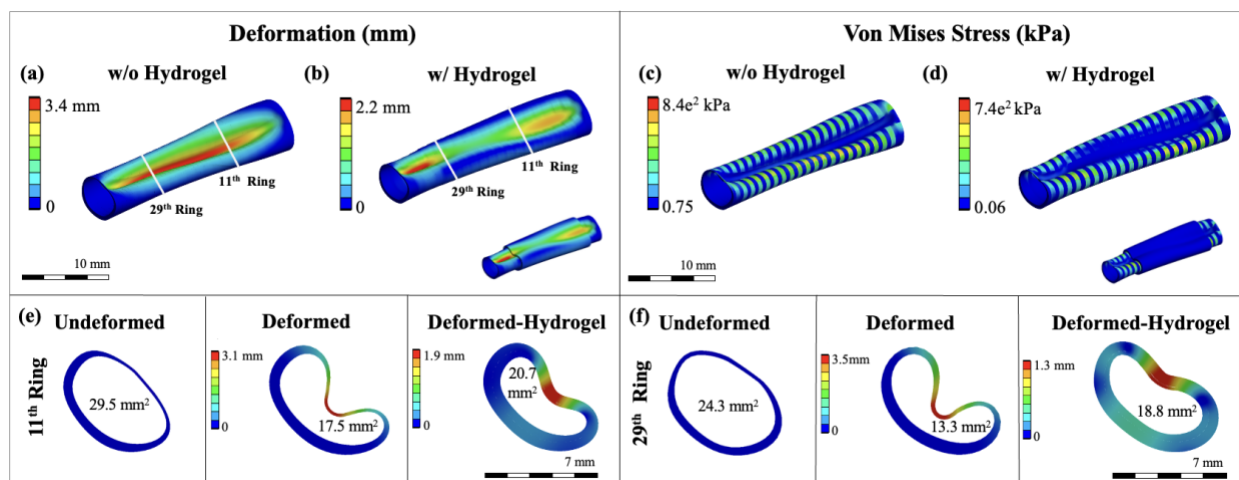 Deformation (mm)
Von Mises Stress (kPa)
(a)
w/o Hydrogel
(b)
w/ Hydrogel
(c)
w/o Hydrogel
(d)
w/ Hydrogel
3.4 mm
0
29th Ring
11th Ring
10 mm
2.2 mm
0
29th Ring
11th Ring
8.4e² kPa
0.75
10 mm
7.4e² kPa
0.06
(e)
Undeformed
Deformed
Deformed-Hydrogel
11th Ring
29.5 mm²
3.1 mm
0
17.5 mm²
1.9 mm
0
20.7
mm²
7 mm
(f)
Undeformed
Deformed
Deformed-Hydrogel
29th Ring
24.3 mm²
3.5mm
0
13.3 mm²
1.3 mm
0
18.8 mm²
7 mm